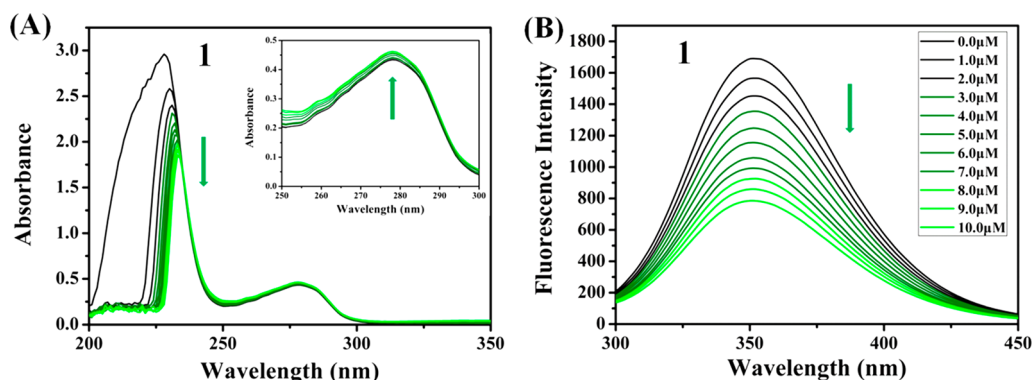 (A)
1
Absorbance
3.0
2.5
2.0
1.5
1.0
0.5
0.0
200
250
300
350
Wavelength (nm)
Absorbance
0.5
0.4
0.3
0.2
0.1
0.0
250
260
270
280
290
300
Wavelength (nm)
(B)
1
Fluorescence Intensity
1800
1600
1400
1200
1000
800
600
400
200
0
300
350
400
450
Wavelength (nm)
0.0µM
1.0µM
2.0µM
3.0µM
4.0µM
5.0µM
6.0µM
7.0µM
8.0µM
9.0µM
10.0µM